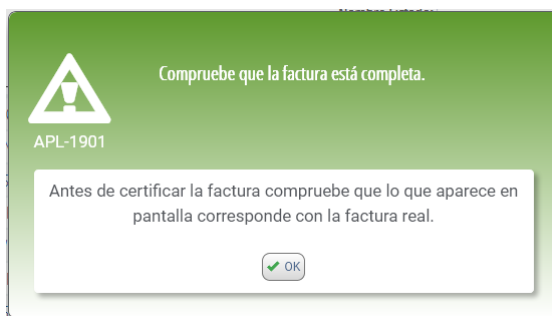 Compruebe que la factura está completa.
APL-1901
Antes de certificar la factura compruebe que lo que aparece en
pantalla corresponde con la factura real.
OK